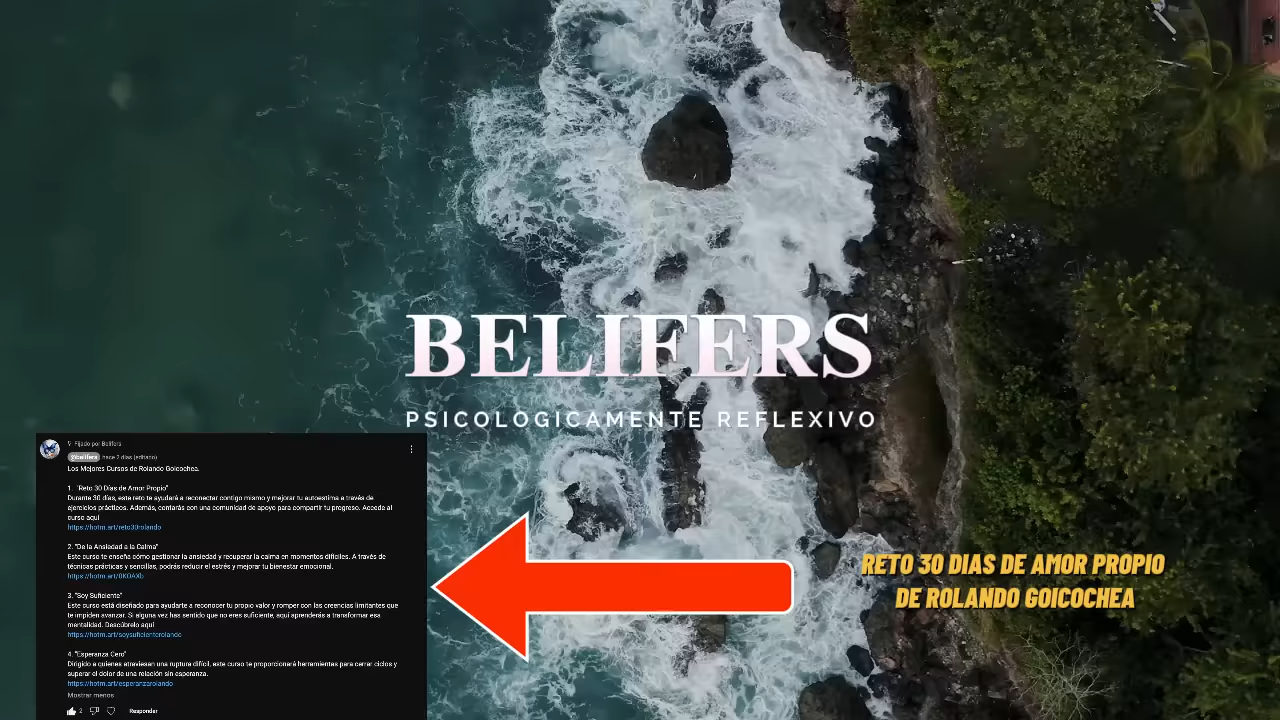 BELIFERS
PSICOLOGICAMENTE REFLEXIVO
Fijado por Belifers
@belifers hace 2 días (editado)
Los Mejores Cursos de Rolando Goicochea.
1. "Reto 30 Días de Amor Propio"
Durante 30 días, este reto te ayudará a reconectar contigo mismo y mejorar tu autoestima a través de
ejercicios prácticos. Además, contarás con una comunidad de apoyo para compartir tu progreso. Accede al
curso aquí
https://hotm.art/reto30rolando
2. "De la Ansiedad a la Calma"
Este curso te enseña cómo gestionar la ansiedad y recuperar la calma en momentos difíciles. A través de
técnicas prácticas y sencillas, podrás reducir el estrés y mejorar tu bienestar emocional.
3. "Soy Suficiente"
Este curso está diseñado para ayudarte a reconocer tu propio valor y romper con las creencias limitantes que
te impiden avanzar. Si alguna vez has sentido que no eres suficiente, aquí aprenderás a transformar esa
mentalidad. Descúbrelo aquí
https://hotm.art/soysuficienterolando
4. "Esperanza Cero"
Dirigido a quienes atraviesan una ruptura difícil, este curso te proporcionará herramientas para cerrar ciclos y
superar el dolor de una relación sin esperanza.
https://hotm.art/esperanzarolando
Mostrar menos
2 Responder
RETO 30 DIAS DE AMOR PROPIO
DE ROLANDO GOICOCHEA